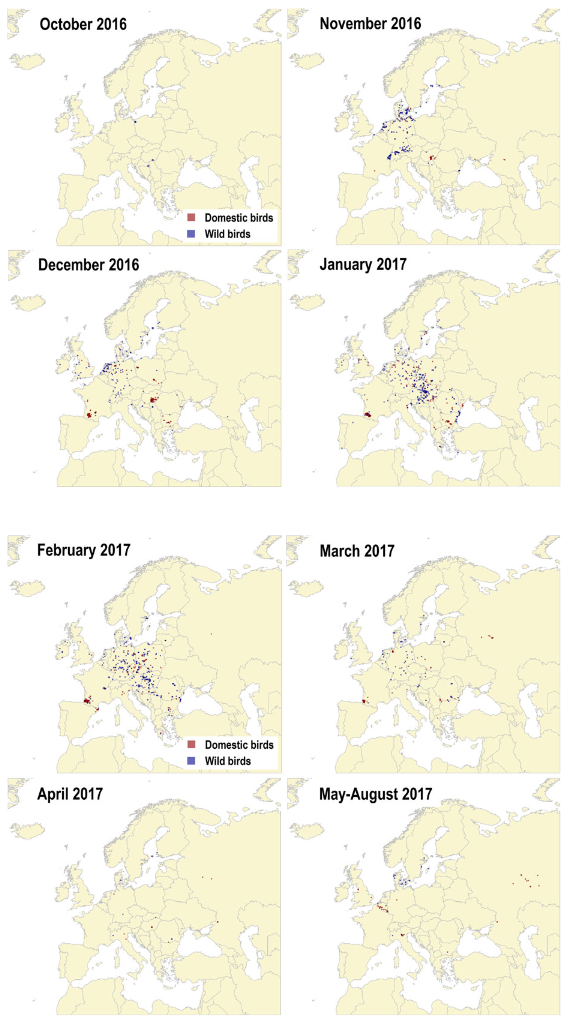 October 2016
November 2016
Domestic birds
Wild birds
December 2016
January 2017
February 2017
March 2017
Domestic birds
Wild birds
April 2017
May-August 2017